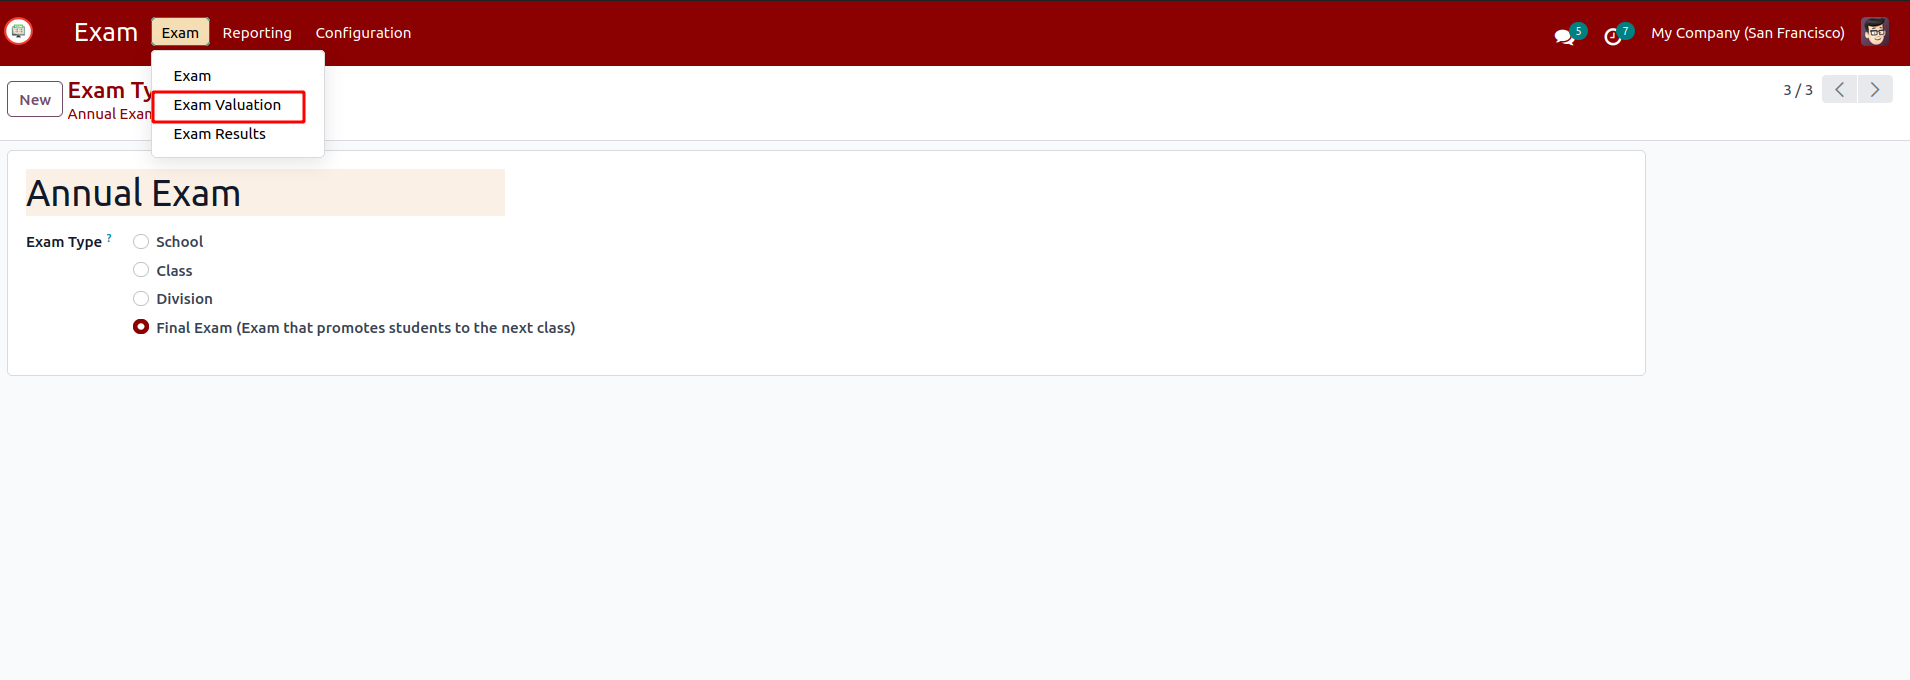 Exam Exam Reporting Configuration 5 7 My Company (San Francisco)
Exam
Exam Valuation
Exam Results
New Exam Ty 3 / 3
Annual Exam
Annual Exam
Exam Type ? School
Class
Division
Final Exam (Exam that promotes students to the next class)